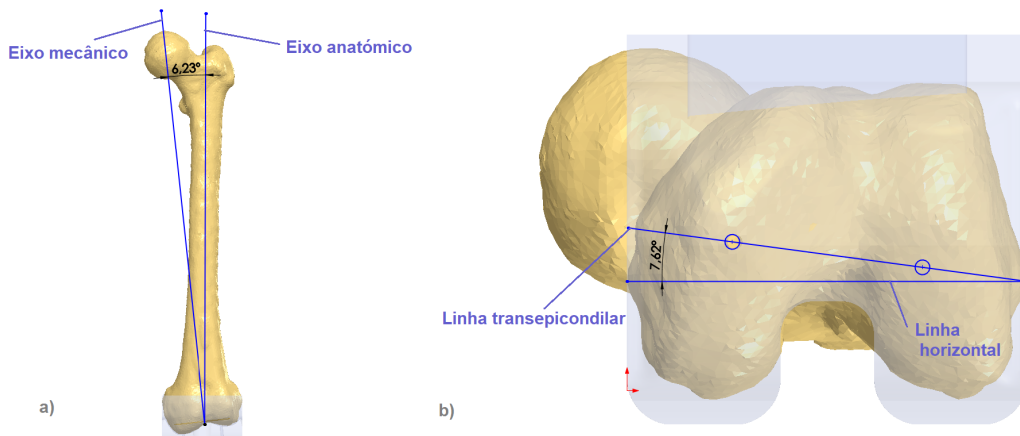 Eixo mecânico
Eixo anatómico
6,23°
a)
7,62°
Linha transepicondilar
Linha
horizontal
b)